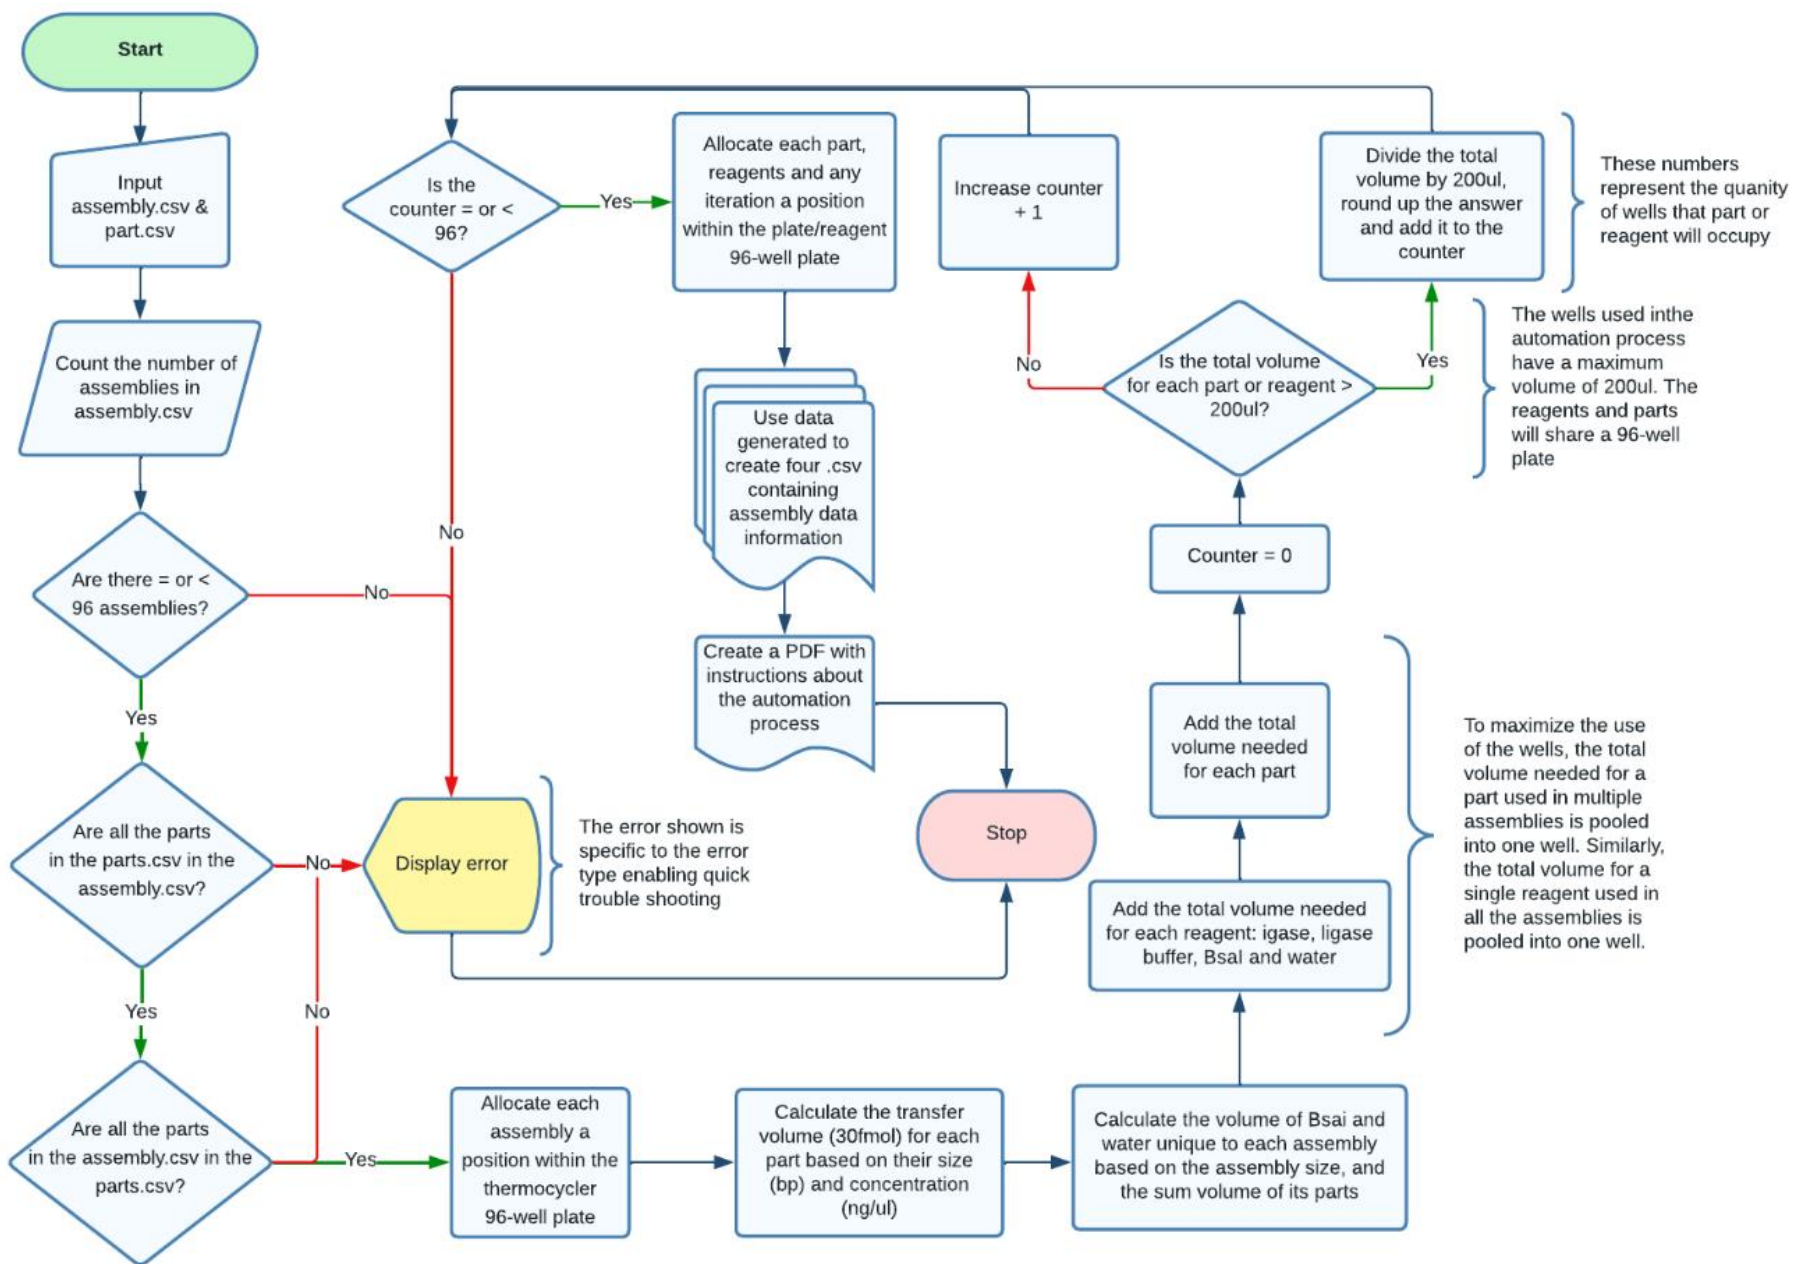 Start
Input
assembly.csv &
part.csv
Count the number of
assemblies in
assembly.csv
Are there = or <
96 assemblies?
No
Yes
Are all the parts
in the parts.csv in the
assembly.csv?
No
Yes
Are all the parts
in the assembly.csv in the
parts.csv?
No
Yes
Allocate each
assembly a
position within the
thermocycler
96-well plate
Calculate the transfer
volume (30fmol) for each
part based on their size
(bp) and concentration
(ng/ul)
Calculate the volume of Bsai and
water unique to each assembly
based on the assembly size, and
the sum volume of its parts
Add the total volume needed
for each reagent: igase, ligase
buffer, BsaI and water
Add the total
volume needed
for each part
To maximize the use
of the wells, the total
volume needed for a
part used in multiple
assemblies is pooled
into one well. Similarly,
the total volume for a
single reagent used in
all the assemblies is
pooled into one well.
Counter = 0
Is the total volume
for each part or reagent >
200ul?
No
Yes
The wells used inthe
automation process
have a maximum
volume of 200ul. The
reagents and parts
will share a 96-well
plate
Increase counter
+ 1
Divide the total
volume by 200ul,
round up the answer
and add it to the
counter
These numbers
represent the quanity
of wells that part or
reagent will occupy
Is the
counter = or <
96?
No
Yes
Allocate each part,
reagents and any
iteration a position
within the plate/reagent
96-well plate
Use data
generated to
create four .csv
containing
assembly data
information
Create a PDF with
instructions about
the automation
process
Display error
The error shown is
specific to the error
type enabling quick
trouble shooting
Stop